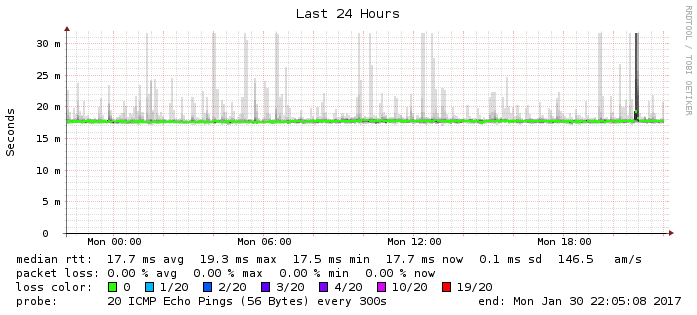 Last 24 Hours
RRDTOOL / TOBI OETIKER
Seconds
30 m
25 m
20 m
15 m
10 m
5 m
0
Mon 00:00 Mon 06:00 Mon 12:00 Mon 18:00
median rtt: 17.7 ms avg 19.3 ms max 17.5 ms min 17.7 ms now 0.1 ms sd 146.5 am/s
packet loss: 0.00 % avg 0.00 % max 0.00 % min 0.00 % now
loss color: 0 1/20 2/20 3/20 4/20 10/20 19/20
probe: 20 ICMP Echo Pings (56 Bytes) every 300s end: Mon Jan 30 22:05:08 2017